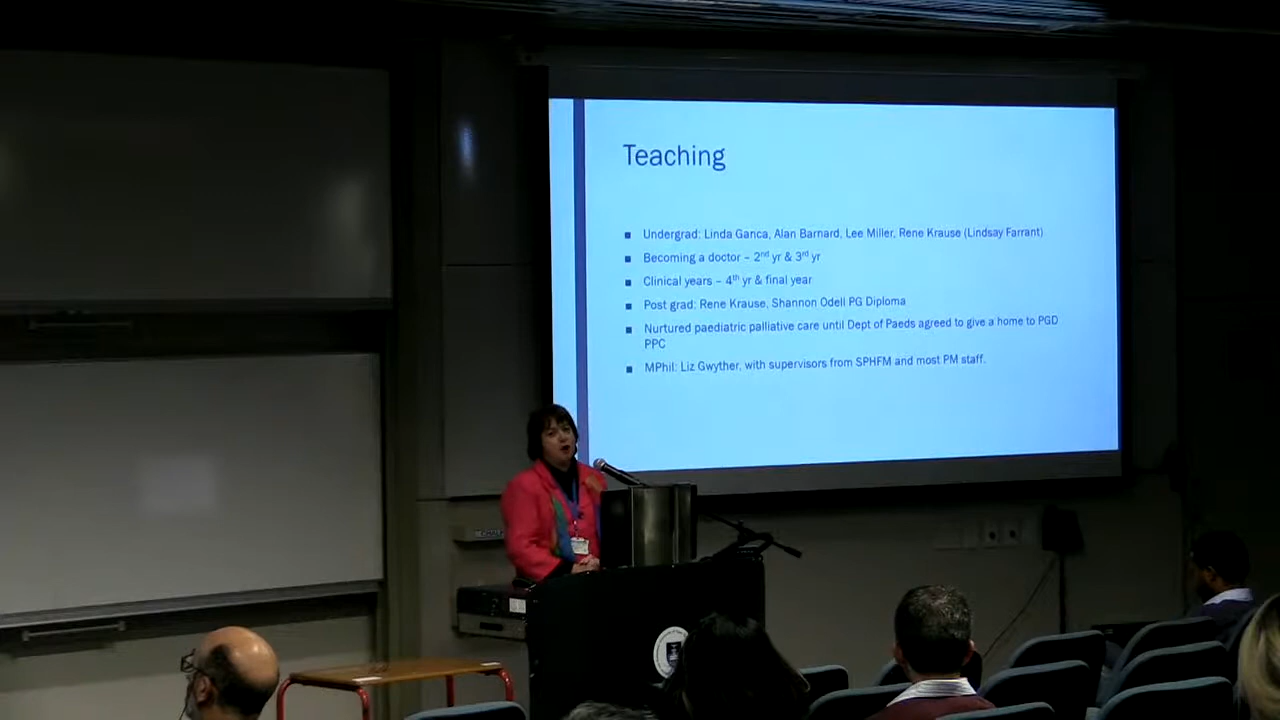 Teaching
■ Undergrad: Linda Ganca, Alan Barnard, Lee Miller, Rene Krause (Lindsay Farrant)
■ Becoming a doctor – 2nd yr & 3rd yr
■ Clinical years – 4th yr & final year
■ Post grad: Rene Krause, Shannon Odell PG Diploma
■ Nurtured paediatric palliative care until Dept of Paeds agreed to give a home to PGD
PPC
■ MPhil: Liz Gwyther, with supervisors from SPHFM and most PM staff.